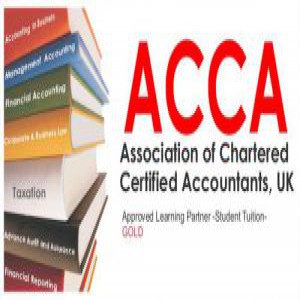 Accounting in Business
Management Accounting
Financial Accounting
Corporate & Business Law
Taxation
Advance Audit and Assurance
Financial Reporting
ACCA
Association of Chartered
Certified Accountants, UK
Approved Learning Partner -Student Tuition-
GOLD